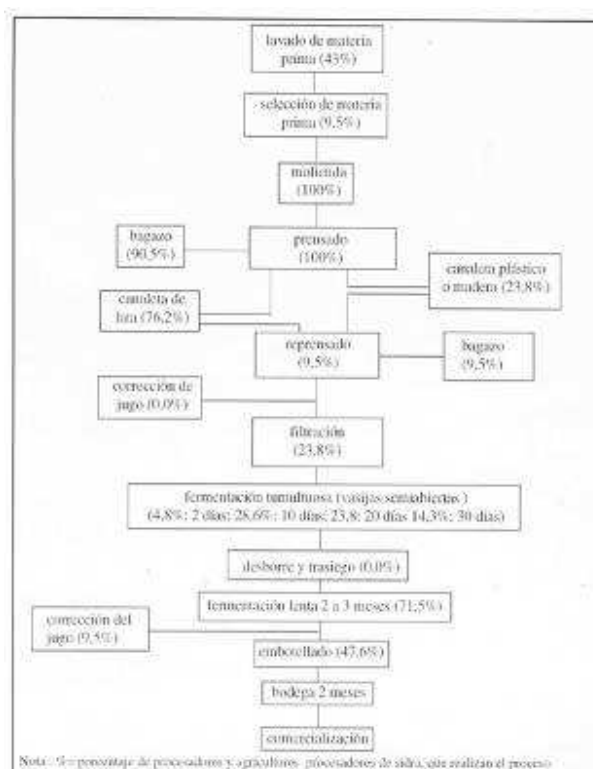 lavado de materia
prima (43%)
selección de materia
prima (9.5%)
molienda
(100%)
bagazo
(90,5%)
prensado
(100%)
canaleta plástico
o madera (23,8%)
canaleta de
lata (76,2%)
reprensado
(9,5%)
bagazo
(9,5%)
corrección de
jugo (0,0%)
filtración
(23,8%)
fermentación tumultuosa (vasijas semiabiertas)
(4,8%: 2 días; 28,6%: 10 días; 23,8: 20 días 14,3%: 30 días)
desborre y trasiego (0.0%)
fermentación lenta 2 a 3 meses (71,5%)
corrección del
jugo (9,5%)
embotellado (47,6%)
bodega 2 meses
comercialización
Nota: % = porcentaje de procesadores y agricultores procesadores de sidra, que realizan el proceso